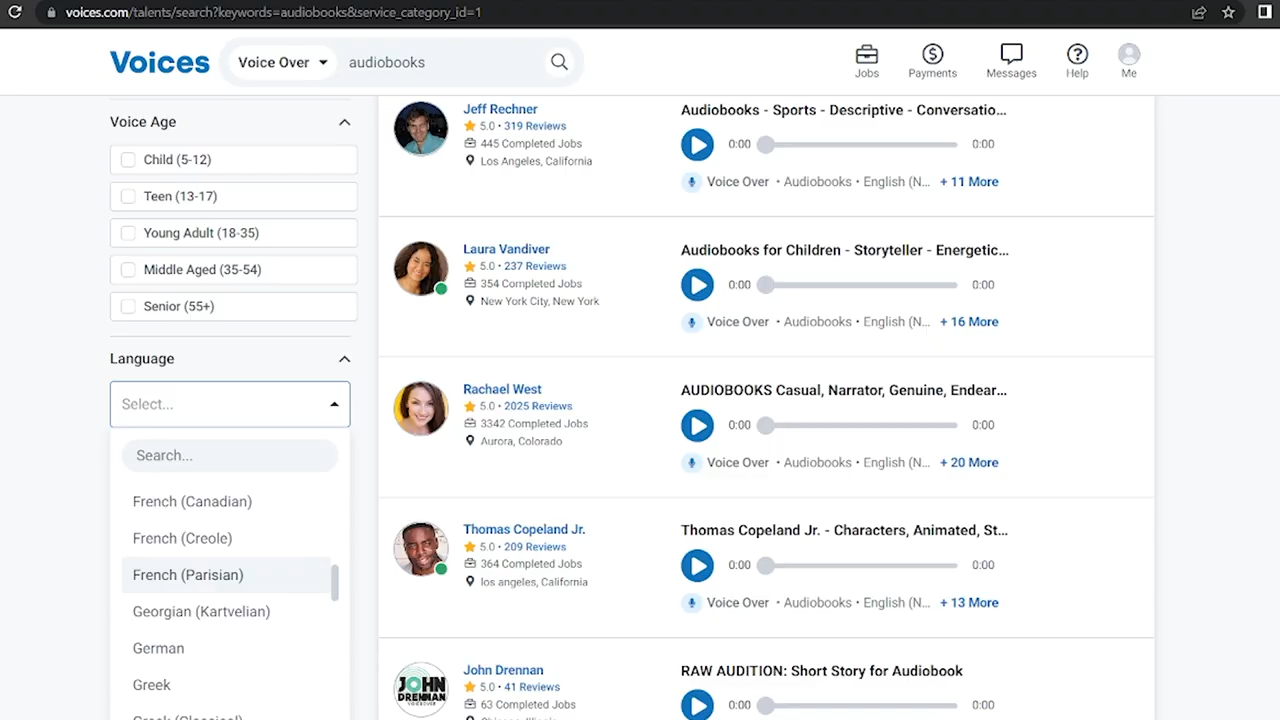 voices.com/talents/search?keywords=audiobooks&service_category_id=1
Voices
Voice Over
audiobooks
Jobs
Payments
Messages
Help
Me
Voice Age
Child (5-12)
Teen (13-17)
Young Adult (18-35)
Middle Aged (35-54)
Senior (55+)
Language
Select...
Search...
French (Canadian)
French (Creole)
French (Parisian)
Georgian (Kartvelian)
German
Greek
Greek (Classical)
Jeff Rechner
5.0 • 319 Reviews
445 Completed Jobs
Los Angeles, California
Audiobooks - Sports - Descriptive - Conversatio...
0:00 0:00
Voice Over • Audiobooks • English (N... + 11 More
Laura Vandiver
5.0 • 237 Reviews
354 Completed Jobs
New York City, New York
Audiobooks for Children - Storyteller - Energetic...
0:00 0:00
Voice Over • Audiobooks • English (N... + 16 More
Rachael West
5.0 • 2025 Reviews
3342 Completed Jobs
Aurora, Colorado
AUDIOBOOKS Casual, Narrator, Genuine, Endear...
0:00 0:00
Voice Over • Audiobooks • English (N... + 20 More
Thomas Copeland Jr.
5.0 • 209 Reviews
364 Completed Jobs
los angeles, California
Thomas Copeland Jr. - Characters, Animated, St...
0:00 0:00
Voice Over • Audiobooks • English (N... + 13 More
JOHN
DRENNAN
John Drennan
5.0 • 41 Reviews
63 Completed Jobs
RAW AUDITION: Short Story for Audiobook
0:00 0:00